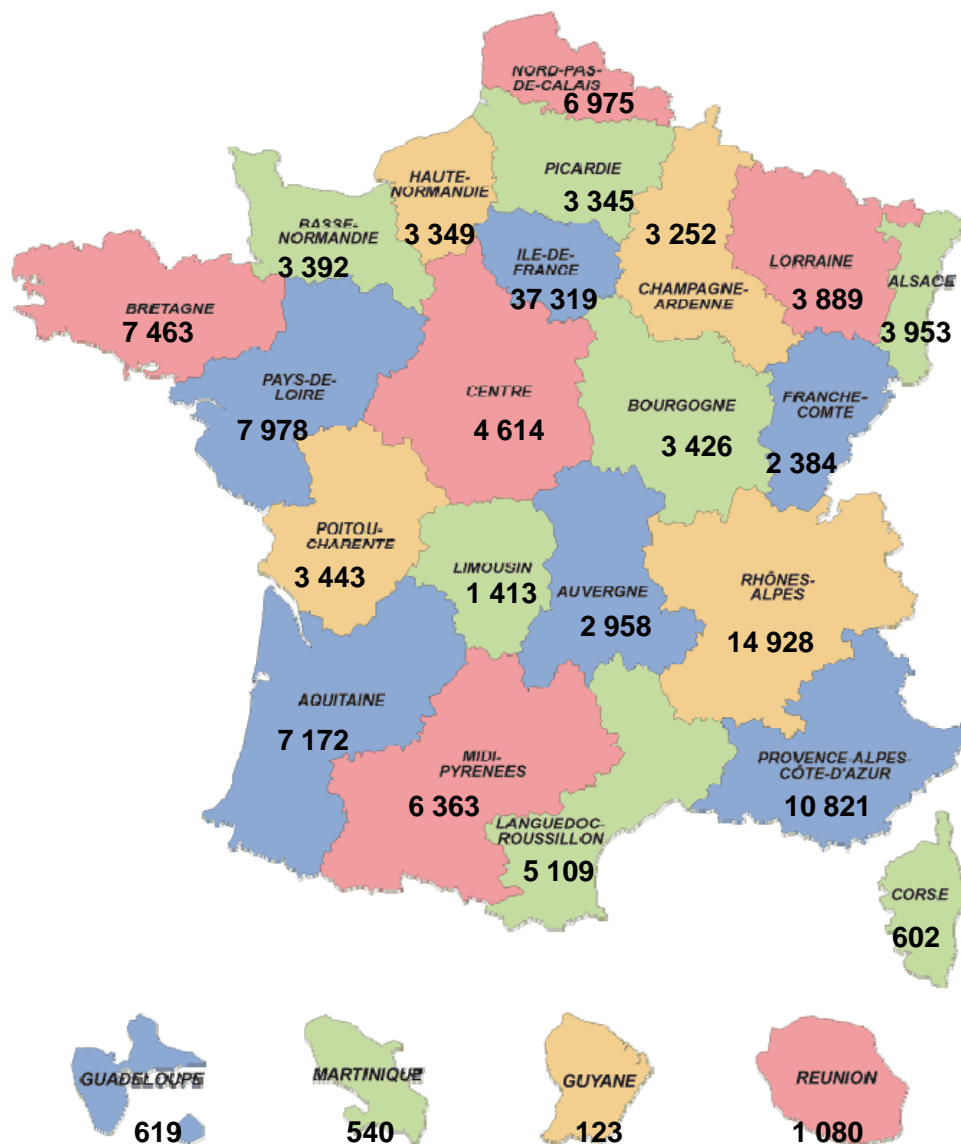 NORD-PAS-
DE-CALAIS
6 975
PICARDIE
3 345
HAUTE-
NORMANDIE
3 349
BASSE-
NORMANDIE
3 392
ILE-DE-
FRANCE
37 319
3 252
CHAMPAGNE-
ARDENNE
LORRAINE
3 889
ALSACE
3 953
BRETAGNE
7 463
PAYS-DE-
LOIRE
7 978
CENTRE
4 614
BOURGOGNE
3 426
FRANCHE-
COMTE
2 384
POITOU-
CHARENTE
3 443
LIMOUSIN
1 413
AUVERGNE
2 958
RHÔNES-
ALPES
14 928
AQUITAINE
7 172
MIDI-
PYRENEES
6 363
LANGUEDOC-
ROUSSILLON
5 109
PROVENCE-ALPES-
CÔTE-D'AZUR
10 821
CORSE
602
GUADELOUPE
619
MARTINIQUE
540
GUYANE
123
REUNION
1 080